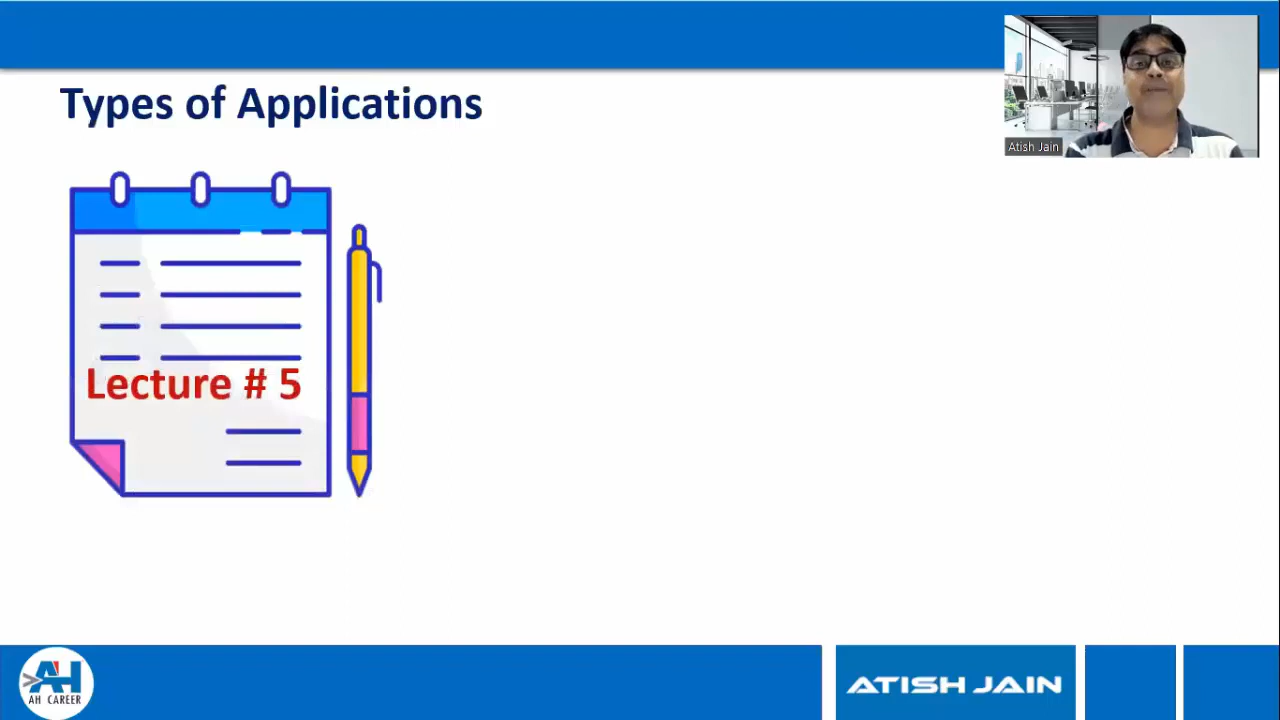 Types of Applications
Atish Jain
Lecture # 5
AH
AH CAREER
ATISH JAIN